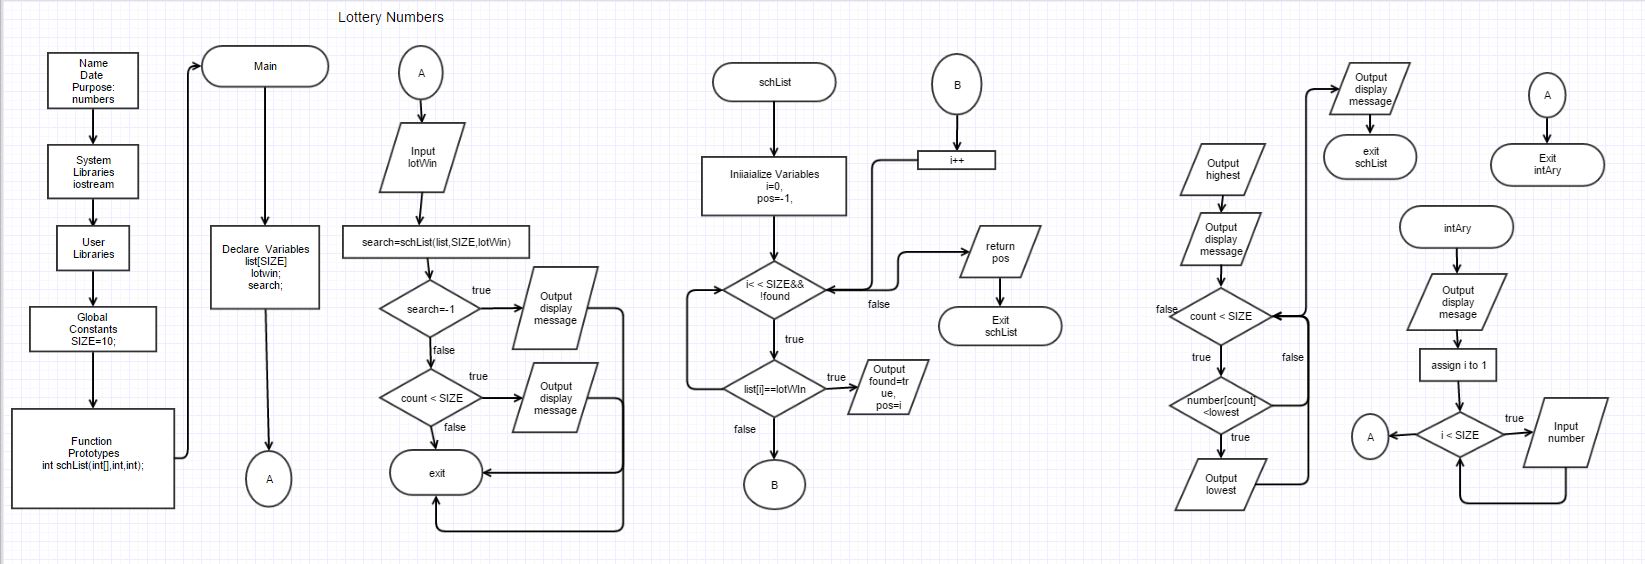 Lottery Numbers
Name
Date
Purpose:
numbers
System
Libraries
iostream
User
Libraries
Global
Constants
SIZE=10;
Function
Prototypes
int schList(int[],int,int);
Main
Declare Variables
list[SIZE]
lotwin;
search;
A
A
Input
lotWin
search=schList(list,SIZE,lotWin)
search=-1
true
Output
display
message
false
count < SIZE
true
Output
display
message
false
exit
schList
Iniiaialize Variables
i=0,
pos=-1,
i< < SIZE&&
!found
false
return
pos
Exit
schList
true
list[i]==lotWIn
true
Output
found=tr
ue,
pos=i
false
B
B
i++
Output
highest
Output
display
message
false
count < SIZE
true
false
number[count]
<lowest
true
Output
lowest
Output
display
message
exit
schList
A
Exit
intAry
intAry
Output
display
mesage
assign i to 1
i < SIZE
true
Input
number
A